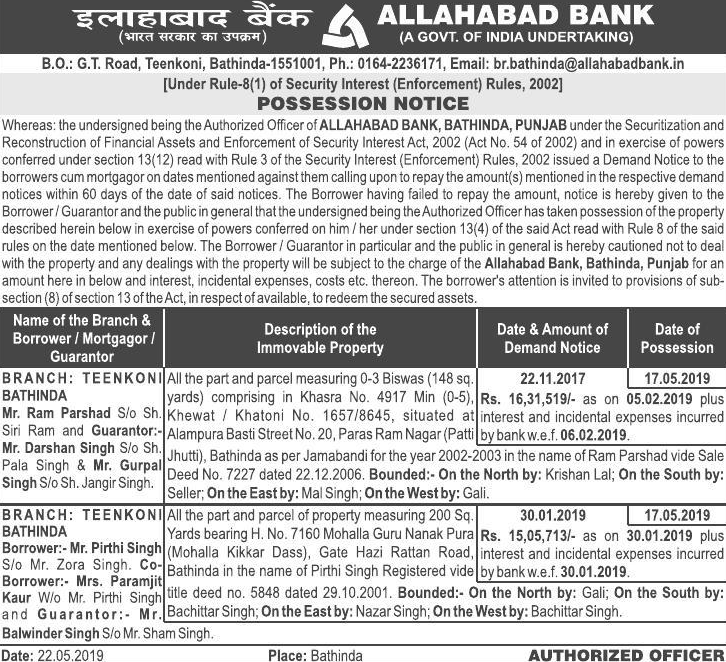 इलाहाबाद बैंक
(भारत सरकार का उपक्रम)
ALLAHABAD BANK
(A GOVT. OF INDIA UNDERTAKING)
B.O.: G.T. Road, Teenkoni, Bathinda-1551001, Ph.: 0164-2236171, Email: br.bathinda@allahabadbank.in
[Under Rule-8(1) of Security Interest (Enforcement) Rules, 2002]
POSSESSION NOTICE
Whereas: the undersigned being the Authorized Officer of ALLAHABAD BANK, BATHINDA, PUNJAB under the Securitization and
Reconstruction of Financial Assets and Enforcement of Security Interest Act, 2002 (Act No. 54 of 2002) and in exercise of powers
conferred under section 13(12) read with Rule 3 of the Security Interest (Enforcement) Rules, 2002 issued a Demand Notice to the
borrowers cum mortgagor on dates mentioned against them calling upon to repay the amount(s) mentioned in the respective demand
notices within 60 days of the date of said notices. The Borrower having failed to repay the amount, notice is hereby given to the
Borrower / Guarantor and the public in general that the undersigned being the Authorized Officer has taken possession of the property
described herein below in exercise of powers conferred on him / her under section 13(4) of the said Act read with Rule 8 of the said
rules on the date mentioned below. The Borrower / Guarantor in particular and the public in general is hereby cautioned not to deal
with the property and any dealings with the property will be subject to the charge of the Allahabad Bank, Bathinda, Punjab for an
amount here in below and interest, incidental expenses, costs etc. thereon. The borrower's attention is invited to provisions of sub-
section (8) of section 13 of the Act, in respect of available, to redeem the secured assets.
Name of the Branch &
Borrower / Mortgagor /
Guarantor
Description of the
Immovable Property
Date & Amount of
Demand Notice
Date of
Possession
BRANCH: TEENKONI
BATHINDA
Mr. Ram Parshad S/o Sh.
Siri Ram and Guarantor:-
Mr. Darshan Singh S/o Sh.
Pala Singh & Mr. Gurpal
Singh S/o Sh. Jangir Singh.
All the part and parcel measuring 0-3 Biswas (148 sq.
yards) comprising in Khasra No. 4917 Min (0-5),
Khewat / Khatoni No. 1657/8645, situated at
Alampura Basti Street No. 20, Paras Ram Nagar (Patti
Jhutti), Bathinda as per Jamabandi for the year 2002-2003 in the name of Ram Parshad vide Sale
Deed No. 7227 dated 22.12.2006. Bounded:- On the North by: Krishan Lal; On the South by:
Seller; On the East by: Mal Singh; On the West by: Gali.
22.11.2017
17.05.2019
Rs. 16,31,519/- as on 05.02.2019 plus
interest and incidental expenses incurred
by bank w.e.f. 06.02.2019.
BRANCH: TEENKONI
BATHINDA
Borrower:- Mr. Pirthi Singh
S/o Mr. Zora Singh. Co-
Borrower:- Mrs. Paramjit
Kaur W/o Mr. Pirthi Singh
and Guarantor:- Mr.
Balwinder Singh S/o Mr. Sham Singh.
All the part and parcel of property measuring 200 Sq.
Yards bearing H. No. 7160 Mohalla Guru Nanak Pura
(Mohalla Kikkar Dass), Gate Hazi Rattan Road,
Bathinda in the name of Pirthi Singh Registered vide
title deed no. 5848 dated 29.10.2001. Bounded:- On the North by: Gali; On the South by:
Bachittar Singh; On the East by: Nazar Singh; On the West by: Bachittar Singh.
30.01.2019
17.05.2019
Rs. 15,05,713/- as on 30.01.2019 plus
interest and incidental expenses incurred
by bank w.e.f. 30.01.2019.
Date: 22.05.2019
Place: Bathinda
AUTHORIZED OFFICER